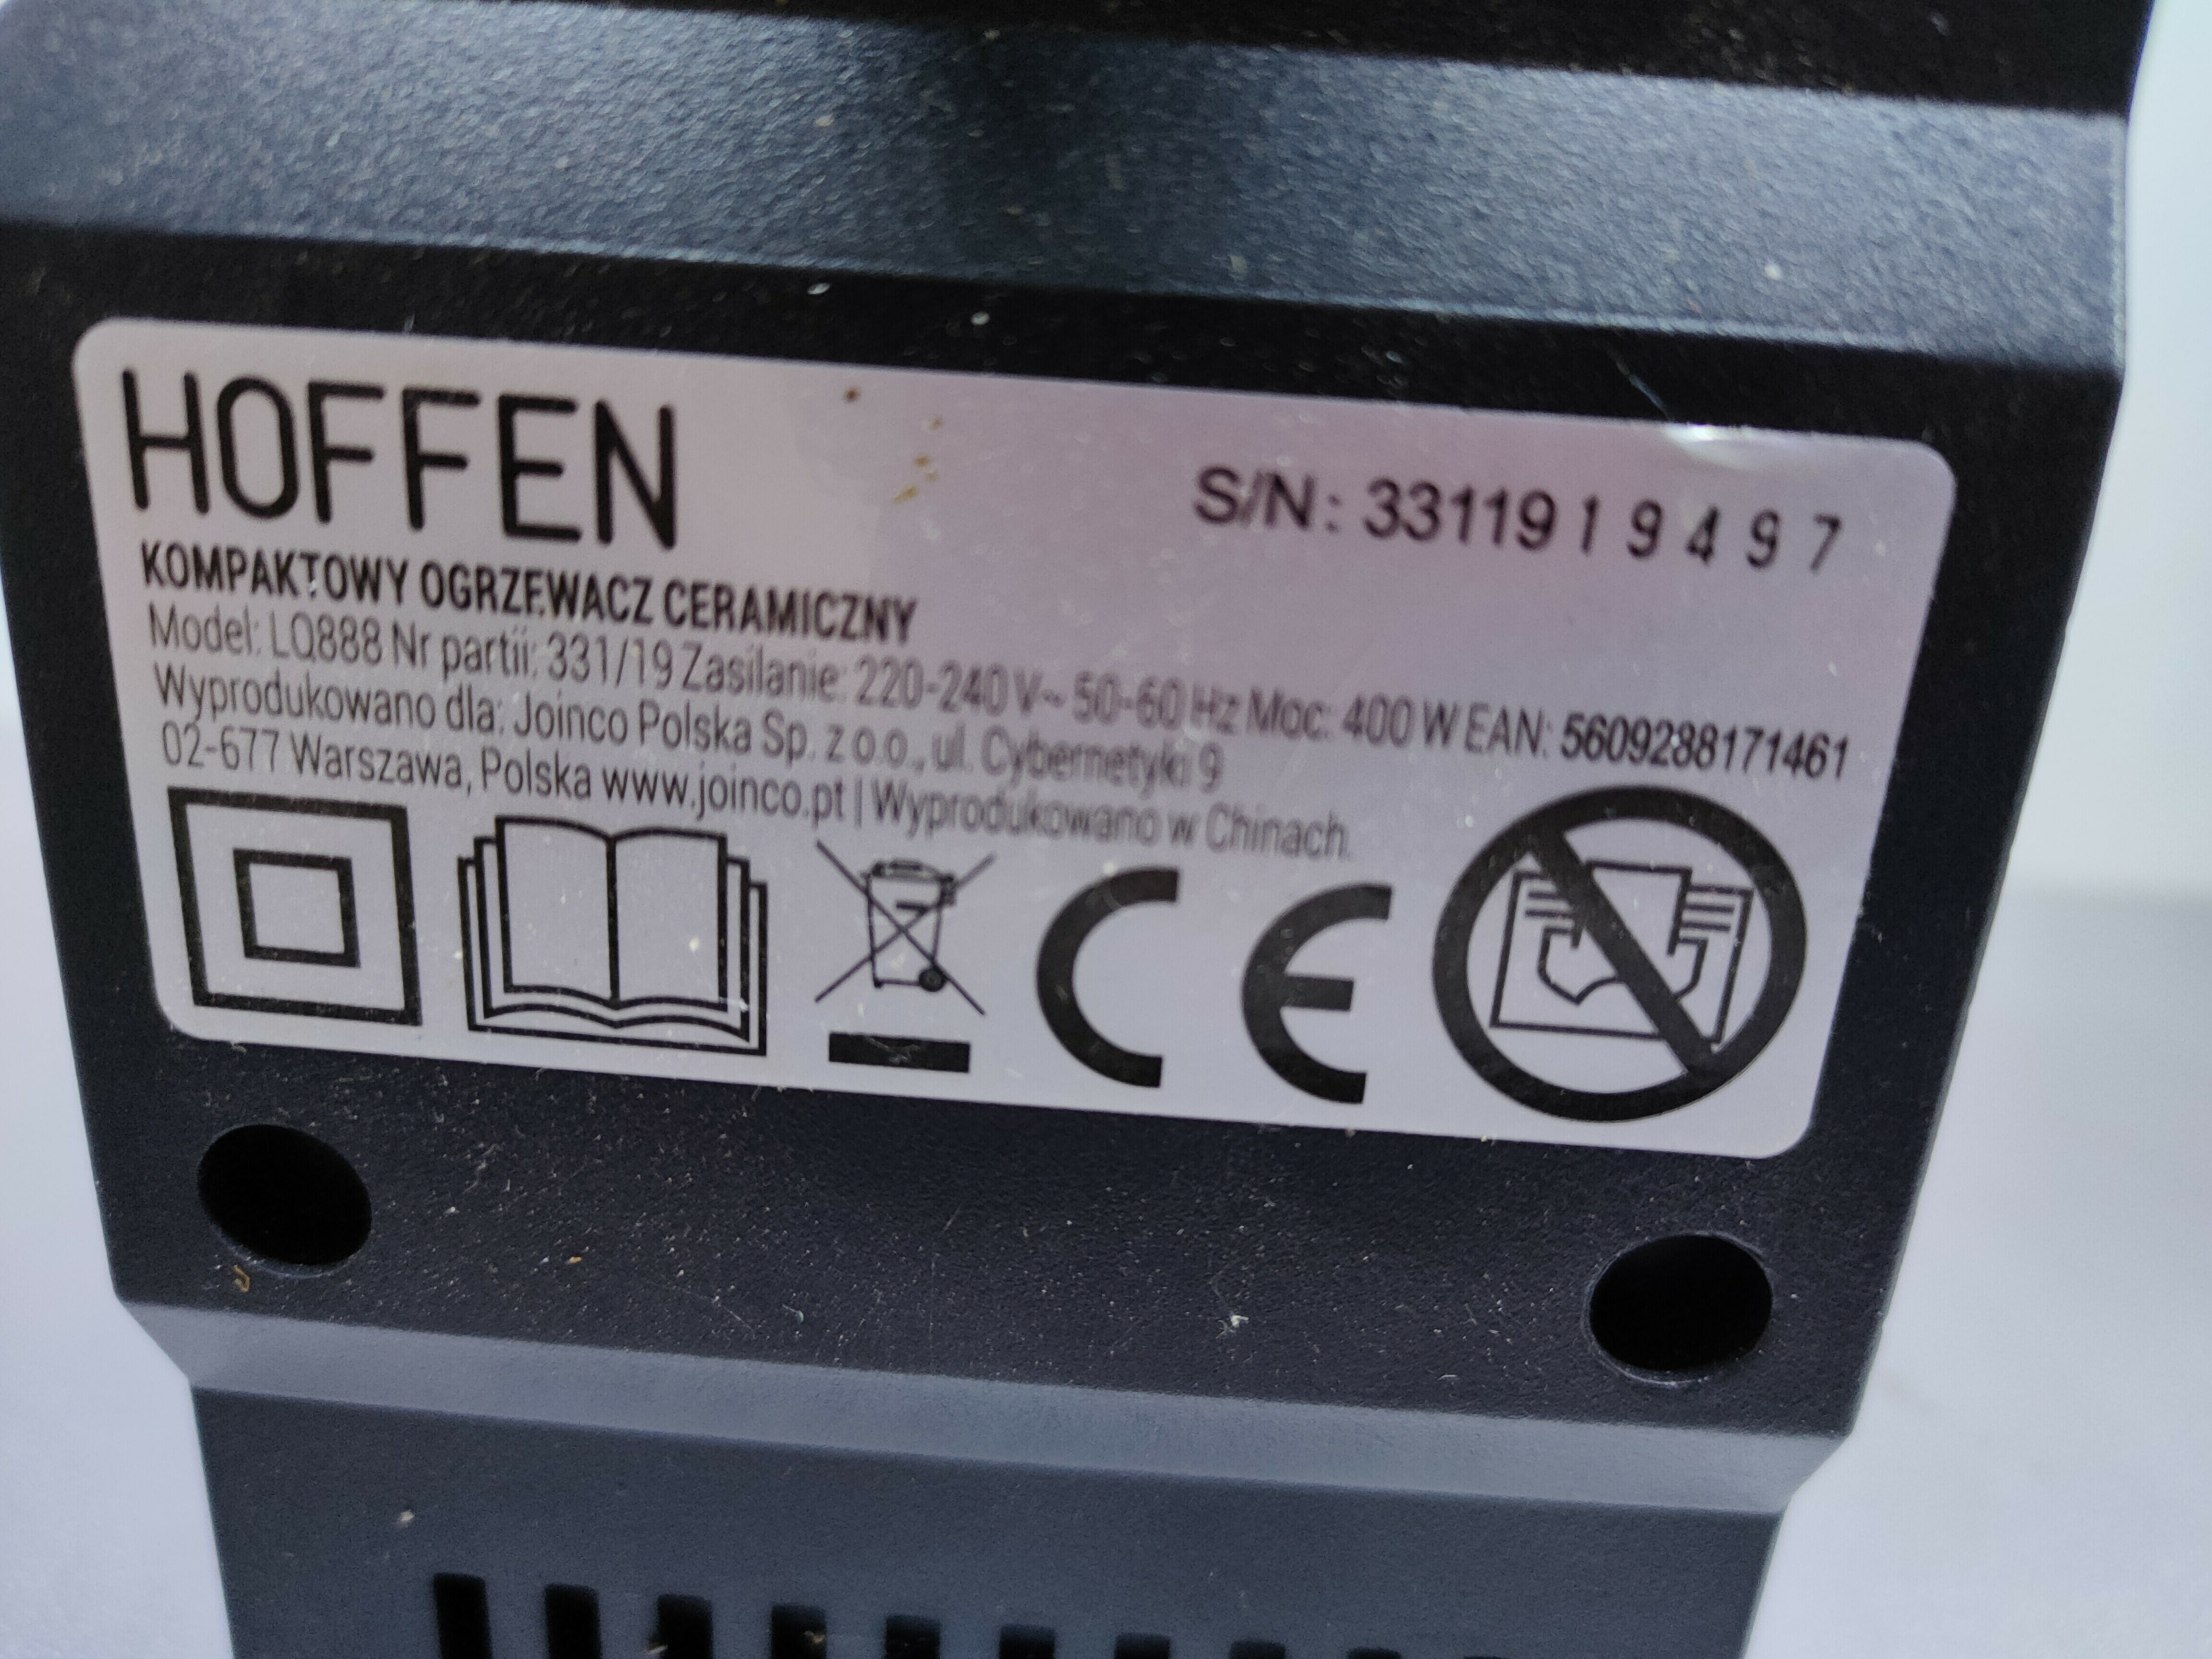 HOFFEN
S/N: 3311919497
KOMPAKTOWY OGRZEWACZ CERAMICZNY
Model: LQ888 Nr partii: 331/19 Zasilanie: 220-240 V~ 50-60 Hz Moc: 400 W EAN: 5609288171461
Wyprodukowano dla: Joinco Polska Sp. z o.o., ul. Cybernetyki 9
02-677 Warszawa, Polska www.joinco.pt | Wyprodukowano w Chinach.
CE